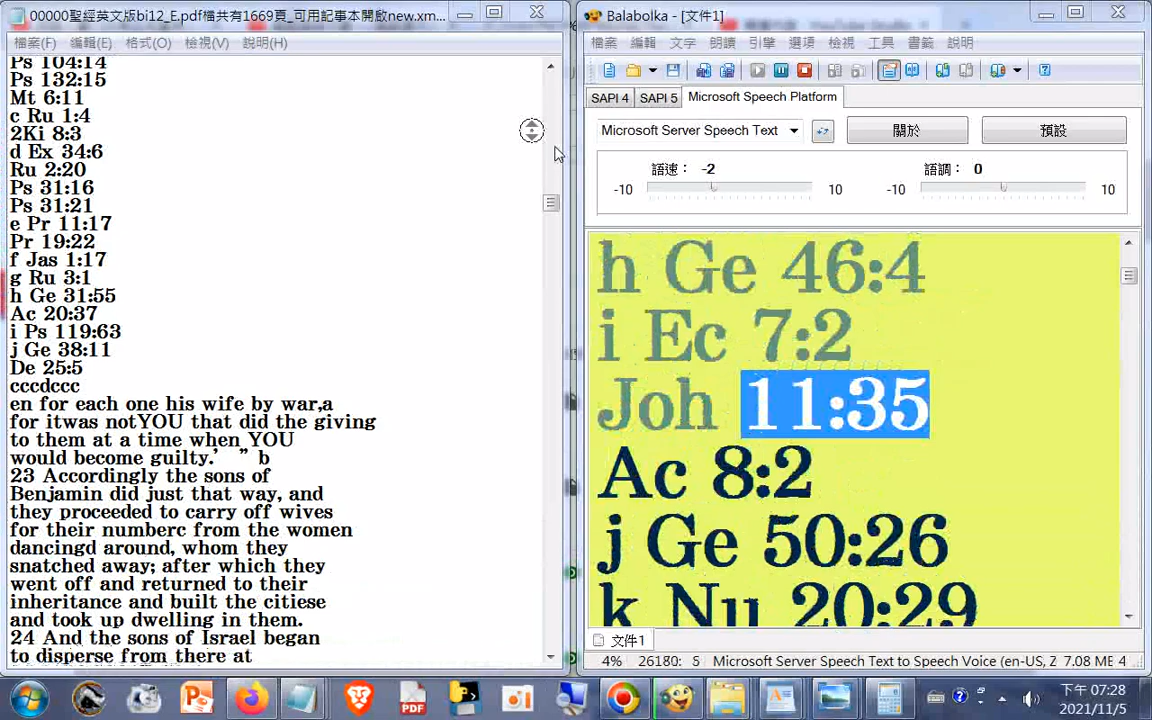 00000聖經英文版bi12_E.pdf檔共有1669頁_可用記事本開啟new.xm...
檔案(F) 編輯(E) 格式(O) 檢視(V) 說明(H)
Ps 104:14
Ps 132:15
Mt 6:11
c Ru 1:4
2Ki 8:3
d Ex 34:6
Ru 2:20
Ps 31:16
Ps 31:21
e Pr 11:17
Pr 19:22
f Jas 1:17
g Ru 3:1
h Ge 31:55
Ac 20:37
i Ps 119:63
j Ge 38:11
De 25:5
cccdccc
en for each one his wife by war,a
for itwas notYOU that did the giving
to them at a time when YOU
would become guilty.’ ” b
23 Accordingly the sons of
Benjamin did just that way, and
they proceeded to carry off wives
for their numberc from the women
dancingd around, whom they
snatched away; after which they
went off and returned to their
inheritance and built the citiese
and took up dwelling in them.
24 And the sons of Israel began
to disperse from there at
Balabolka - [文件1]
檔案 編輯 文字 朗讀 引擎 選項 檢視 工具 書籤 說明
SAPI 4 SAPI 5 Microsoft Speech Platform
Microsoft Server Speech Text 關於 預設
語速： -2 語調： 0
-10 10 -10 10
h Ge 46:4
i Ec 7:2
Joh 11:35
Ac 8:2
j Ge 50:26
k Nu 20:29
文件1
4% 26180: 5 Microsoft Server Speech Text to Speech Voice (en-US, Z 7.08 ME 4
PDF
下午 07:28
2021/11/5